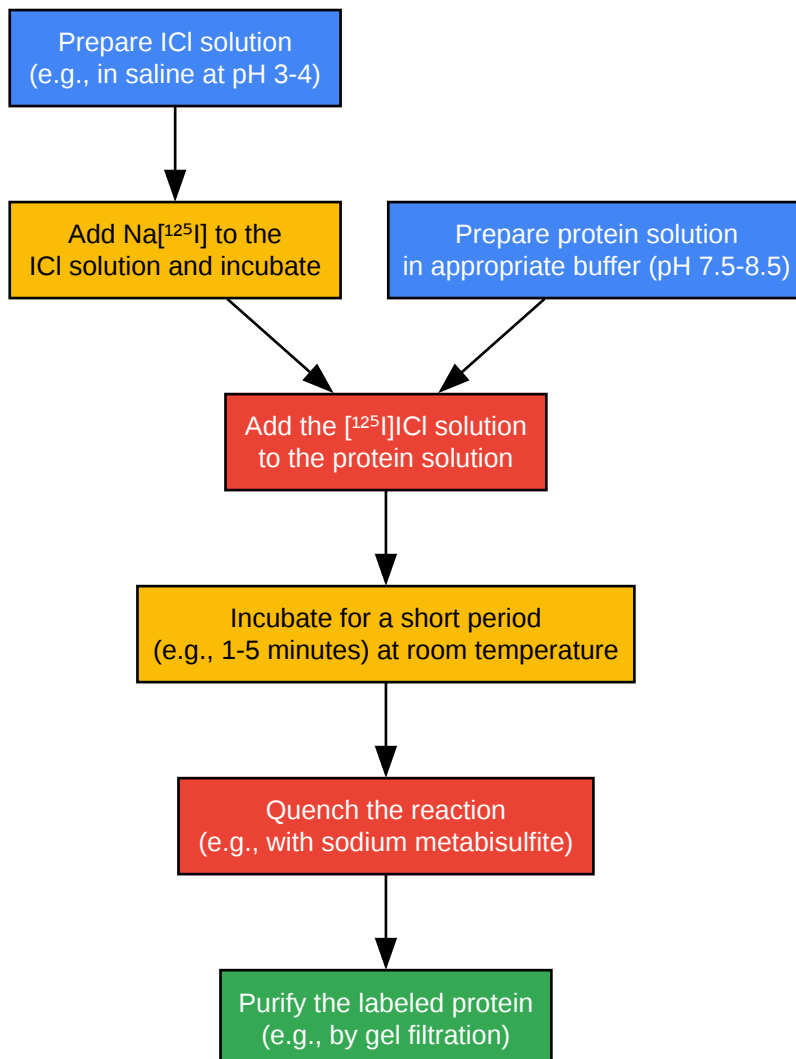 Prepare ICl solution
(e.g., in saline at pH 3-4)
Add Na[¹²⁵I] to the
ICl solution and incubate
Prepare protein solution
in appropriate buffer (pH 7.5-8.5)
Add the [¹²⁵I]ICl solution
to the protein solution
Incubate for a short period
(e.g., 1-5 minutes) at room temperature
Quench the reaction
(e.g., with sodium metabisulfite)
Purify the labeled protein
(e.g., by gel filtration)